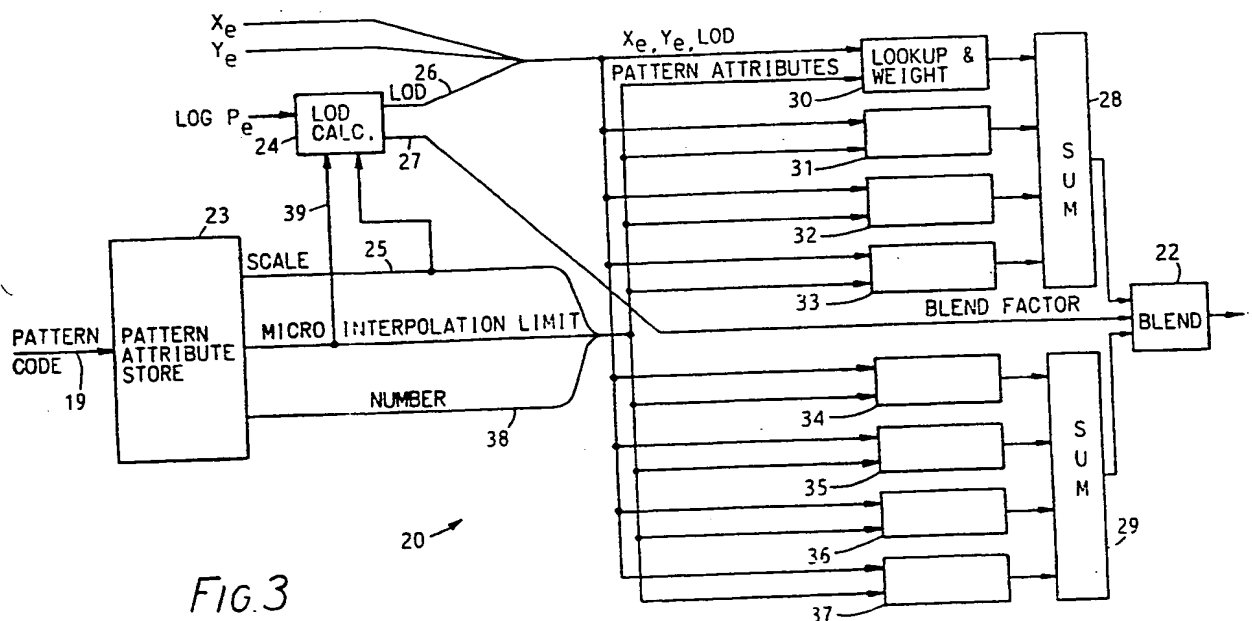 Xe
Ye
Xe, Ye, LOD
PATTERN ATTRIBUTES
LOOKUP &
WEIGHT
30
28
LOD
26
LOG Pe
24
LOD
CALC.
27
31
S
U
M
32
39
23
SCALE
25
33
22
PATTERN
CODE
19
PATTERN
ATTRIBUTE
STORE
MICRO INTERPOLATION LIMIT
BLEND FACTOR
BLEND
NUMBER
38
34
35
S
U
M
36
29
20
37
FIG.3